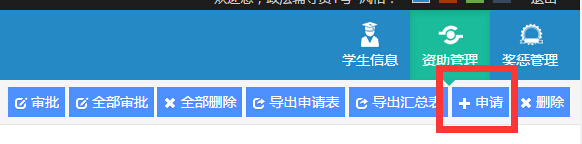 学生信息 资助管理 奖惩管理
审批 全部审批 全部删除 导出申请表 导出汇总表 申请 删除